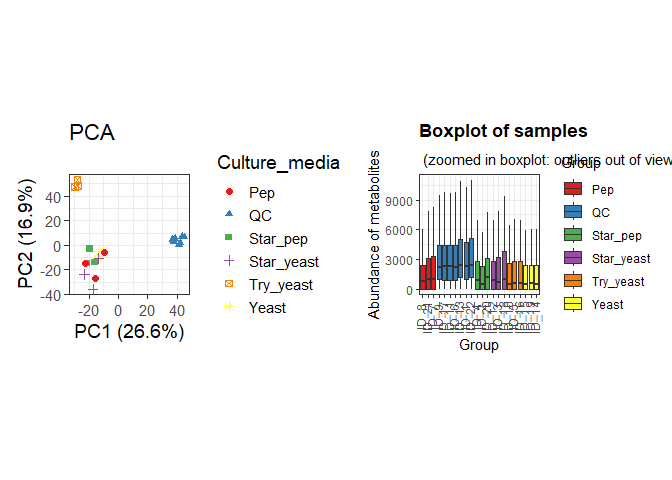 PCA
Culture_media
Pep
QC
Star_pep
Star_yeast
Try_yeast
Yeast
PC2 (16.9%)
40
20
0
-20
-40
-20
0
20
40
PC1 (26.6%)
Boxplot of samples
(zoomed in boxplot: outliers out of view
Group
Pep
QC
Star_pep
Star_yeast
Try_yeast
Yeast
Abundance of metabolites
9000
6000
3000
0
Group